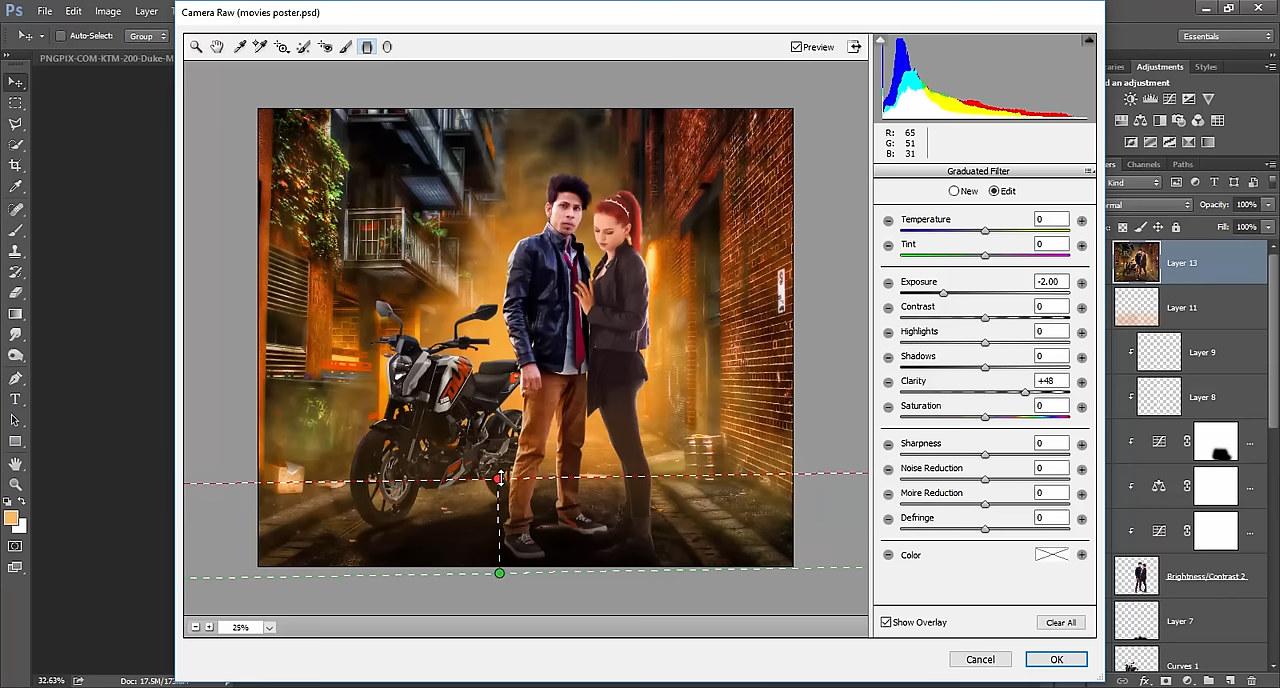 Camera Raw (movies poster.psd)
Ps File Edit Image Layer
Auto-Select: Group
Essentials
PNGPIX-COM-KTM-200-Duke-M
Preview
Adjustments Styles
an adjustment
R: 65
G: 51
B: 31
Graduated Filter
New Edit
Channels Paths
Kind
Opacity: 100%
Fill: 100%
Temperature 0
Tint 0
Exposure -2.00
Contrast 0
Highlights 0
Shadows 0
Clarity +48
Saturation 0
Sharpness 0
Noise Reduction 0
Moire Reduction 0
Defringe 0
Color
Layer 13
Layer 11
Layer 9
Layer 8
...
...
...
Brightness/Contrast 2
Layer 7
Curves 1
25%
Show Overlay Clear All
Cancel OK
32.63% Doc: 17.5M/